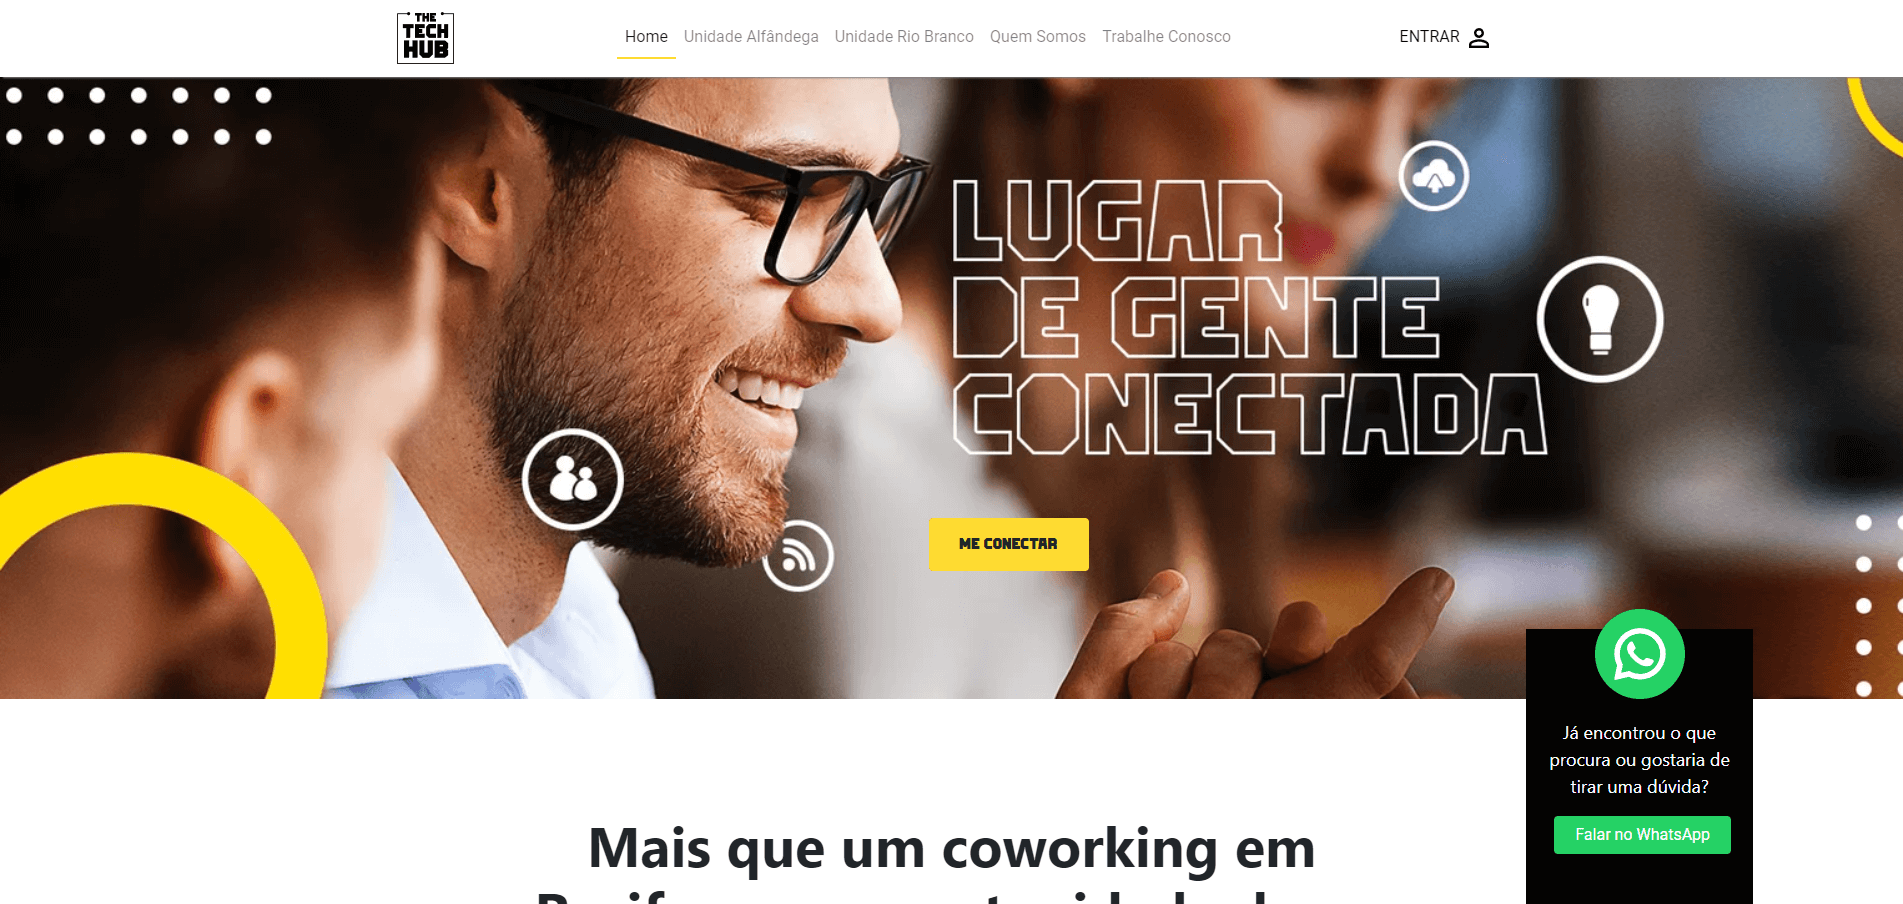 THE
TECH
HUB
Home Unidade Alfândega Unidade Rio Branco Quem Somos Trabalhe Conosco
ENTRAR
LUGAR
DE GENTE
CONECTADA
ME CONECTAR
Já encontrou o que
procura ou gostaria de
tirar uma dúvida?
Falar no WhatsApp
Mais que um coworking em